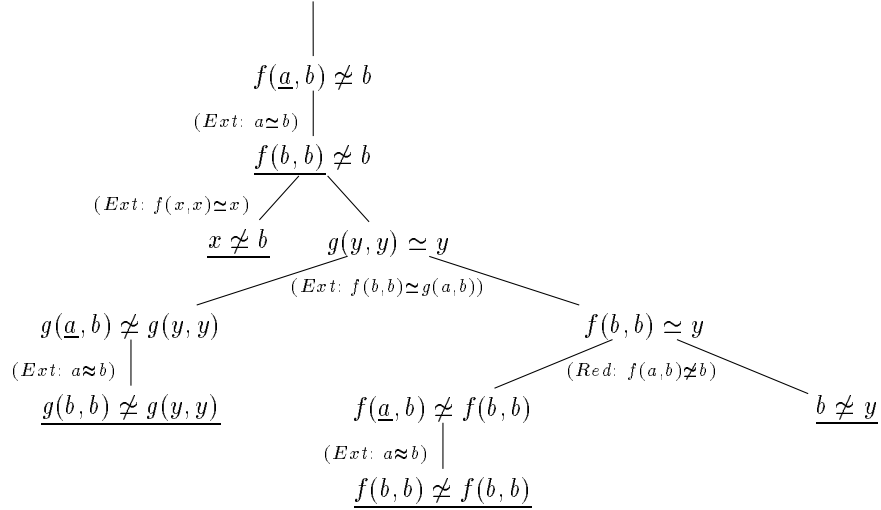 f(a,b) ≄ b
(Ext: a≃b)
f(b,b) ≄ b
(Ext: f(x,x)≃x)
x ≄ b
g(y,y) ≃ y
(Ext: f(b,b)≃g(a,b))
g(a,b) ≄ g(y,y)
f(b,b) ≃ y
(Ext: a≈b)
(Red: f(a,b)≄b)
g(b,b) ≄ g(y,y)
f(a,b) ≄ f(b,b)
b ≄ y
(Ext: a≈b)
f(b,b) ≄ f(b,b)